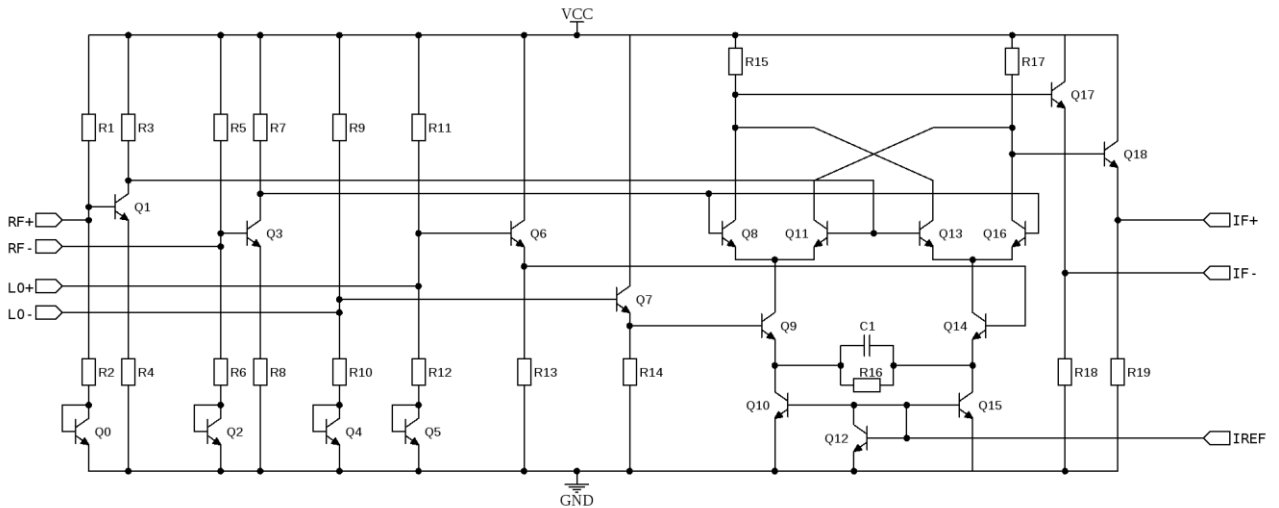 VCC
R15
R17
Q17
R1
R3
R5
R7
R9
R11
Q18
Q1
RF+
RF-
Q3
Q6
Q8
Q11
Q13
Q16
IF+
IF-
LO+
LO-
Q7
Q9
C1
Q14
R2
R4
R6
R8
R10
R12
R13
R14
R16
R18
R19
Q10
Q15
Q0
Q2
Q4
Q5
Q12
IREF
GND